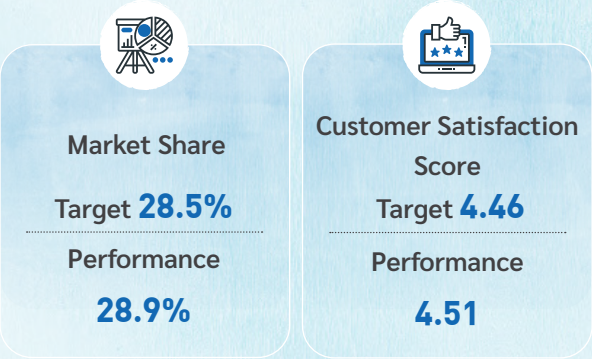 Market Share
Target 28.5%
Performance
28.9%
Customer Satisfaction
Score
Target 4.46
Performance
4.51